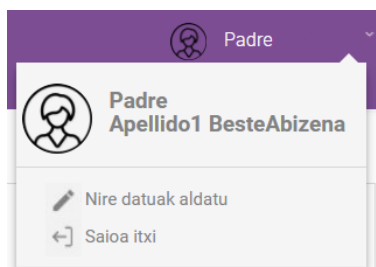 Padre
Padre
Apellido1 BesteAbizena
Nire datuak aldatu
Saioa itxi